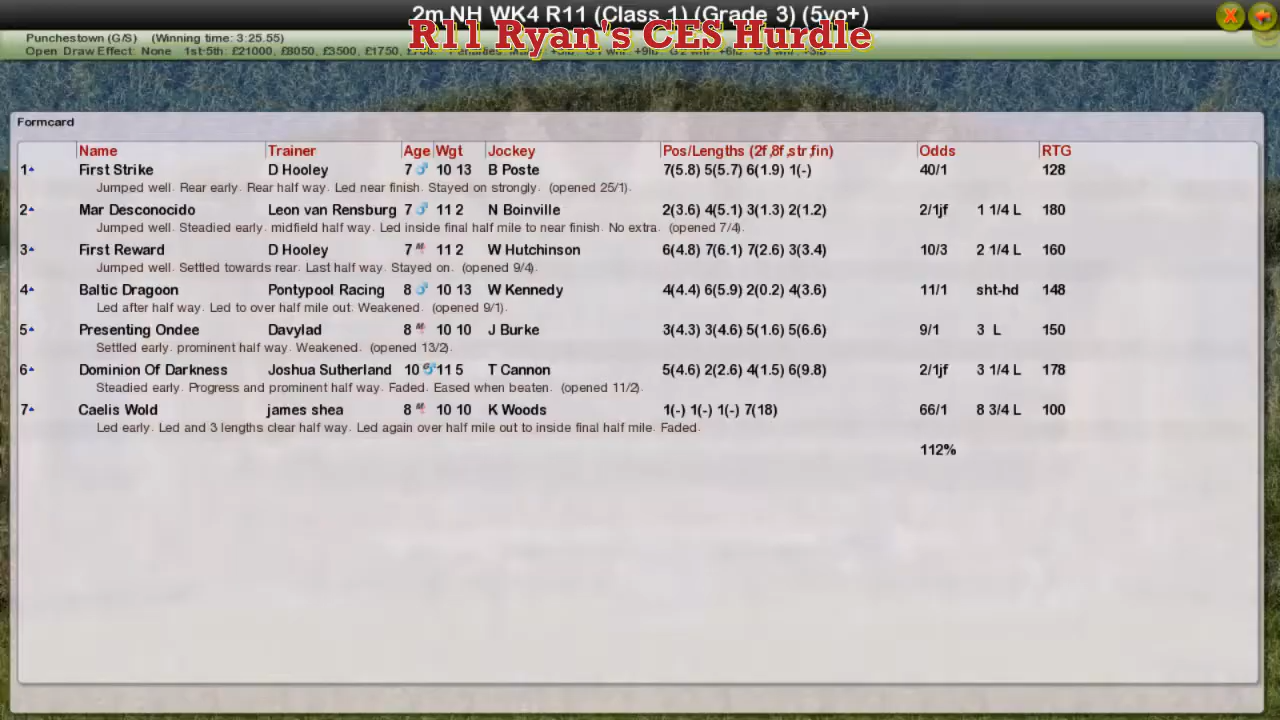 2m NH WK4 R11 (Class 1) (Grade 3) (5yo+)
R11 Ryan's CES Hurdle
Punchestown (G/S) (Winning time: 3:25.55)
Open Draw Effect: None 1st-5th: £21000, £8050, £3500, £1750,
Formcard
Name Trainer Age Wgt Jockey Pos/Lengths (2f,8f,str,fin) Odds RTG
1 First Strike D Hooley 7 10 13 B Poste 7(5.8) 5(5.7) 6(1.9) 1(-) 40/1 128
Jumped well. Rear early. Rear half way. Led near finish. Stayed on strongly. (opened 25/1).
2 Mar Desconocido Leon van Rensburg 7 11 2 N Boinville 2(3.6) 4(5.1) 3(1.3) 2(1.2) 2/1jf 1 1/4 L 180
Jumped well. Steadied early. midfield half way. Led inside final half mile to near finish. No extra. (opened 7/4).
3 First Reward D Hooley 7 11 2 W Hutchinson 6(4.8) 7(6.1) 7(2.6) 3(3.4) 10/3 2 1/4 L 160
Jumped well. Settled towards rear. Last half way. Stayed on. (opened 9/4).
4 Baltic Dragoon Pontypool Racing 8 10 13 W Kennedy 4(4.4) 6(5.9) 2(0.2) 4(3.6) 11/1 sht-hd 148
Led after half way. Led to over half mile out. Weakened. (opened 9/1).
5 Presenting Ondee Davylad 8 10 10 J Burke 3(4.3) 3(4.6) 5(1.6) 5(6.6) 9/1 3 L 150
Settled early. prominent half way. Weakened. (opened 13/2).
6 Dominion Of Darkness Joshua Sutherland 10 11 5 T Cannon 5(4.6) 2(2.6) 4(1.5) 6(9.8) 2/1jf 3 1/4 L 178
Steadied early. Progress and prominent half way. Faded. Eased when beaten. (opened 11/2).
7 Caelis Wold james shea 8 10 10 K Woods 1(-) 1(-) 1(-) 7(18) 66/1 8 3/4 L 100
Led early. Led and 3 lengths clear half way. Led again over half mile out to inside final half mile. Faded.
112%